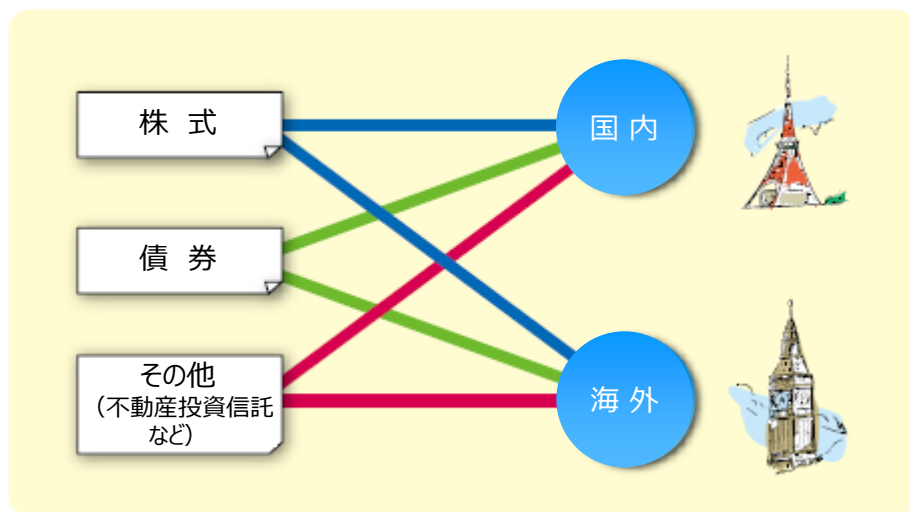 株 式
国 内
債 券
その他
（不動産投資信託
など）
海 外